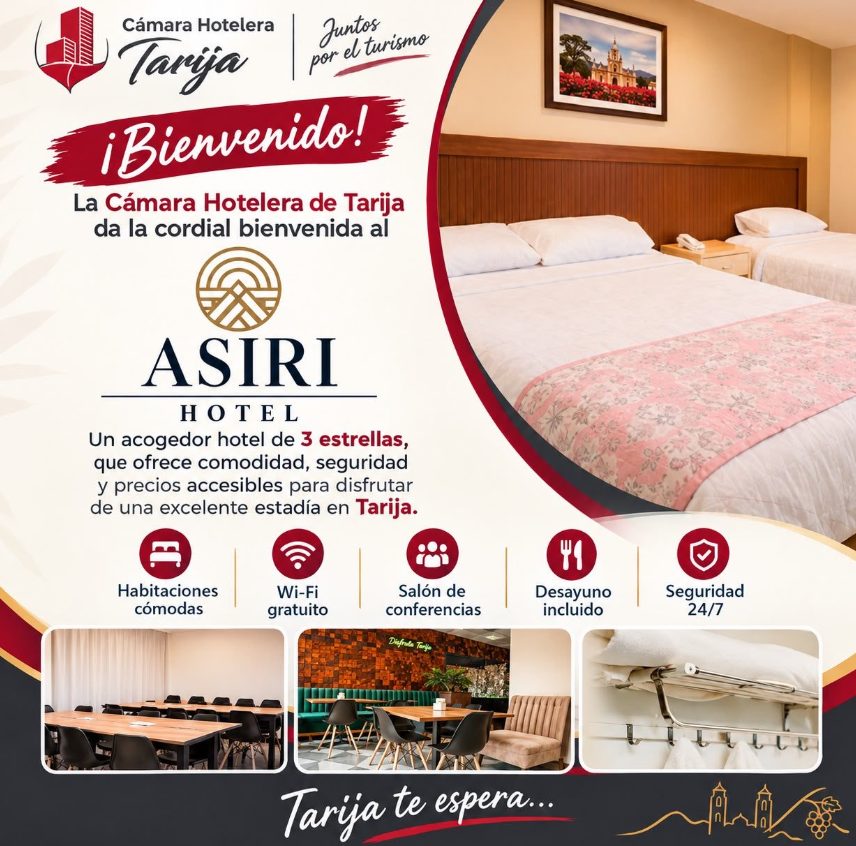 Cámara Hotelera
Tarija
Juntos
por el turismo
¡Bienvenido!
La Cámara Hotelera de Tarija
da la cordial bienvenida al
ASIRI
HOTEL
Un acogedor hotel de 3 estrellas,
que ofrece comodidad, seguridad
y precios accesibles para disfrutar
de una excelente estadía en Tarija.
Habitaciones
cómodas
Wi-Fi
gratuito
Salón de
conferencias
Desayuno
incluido
Seguridad
24/7
Disfruta Tarija
Tarija te espera...